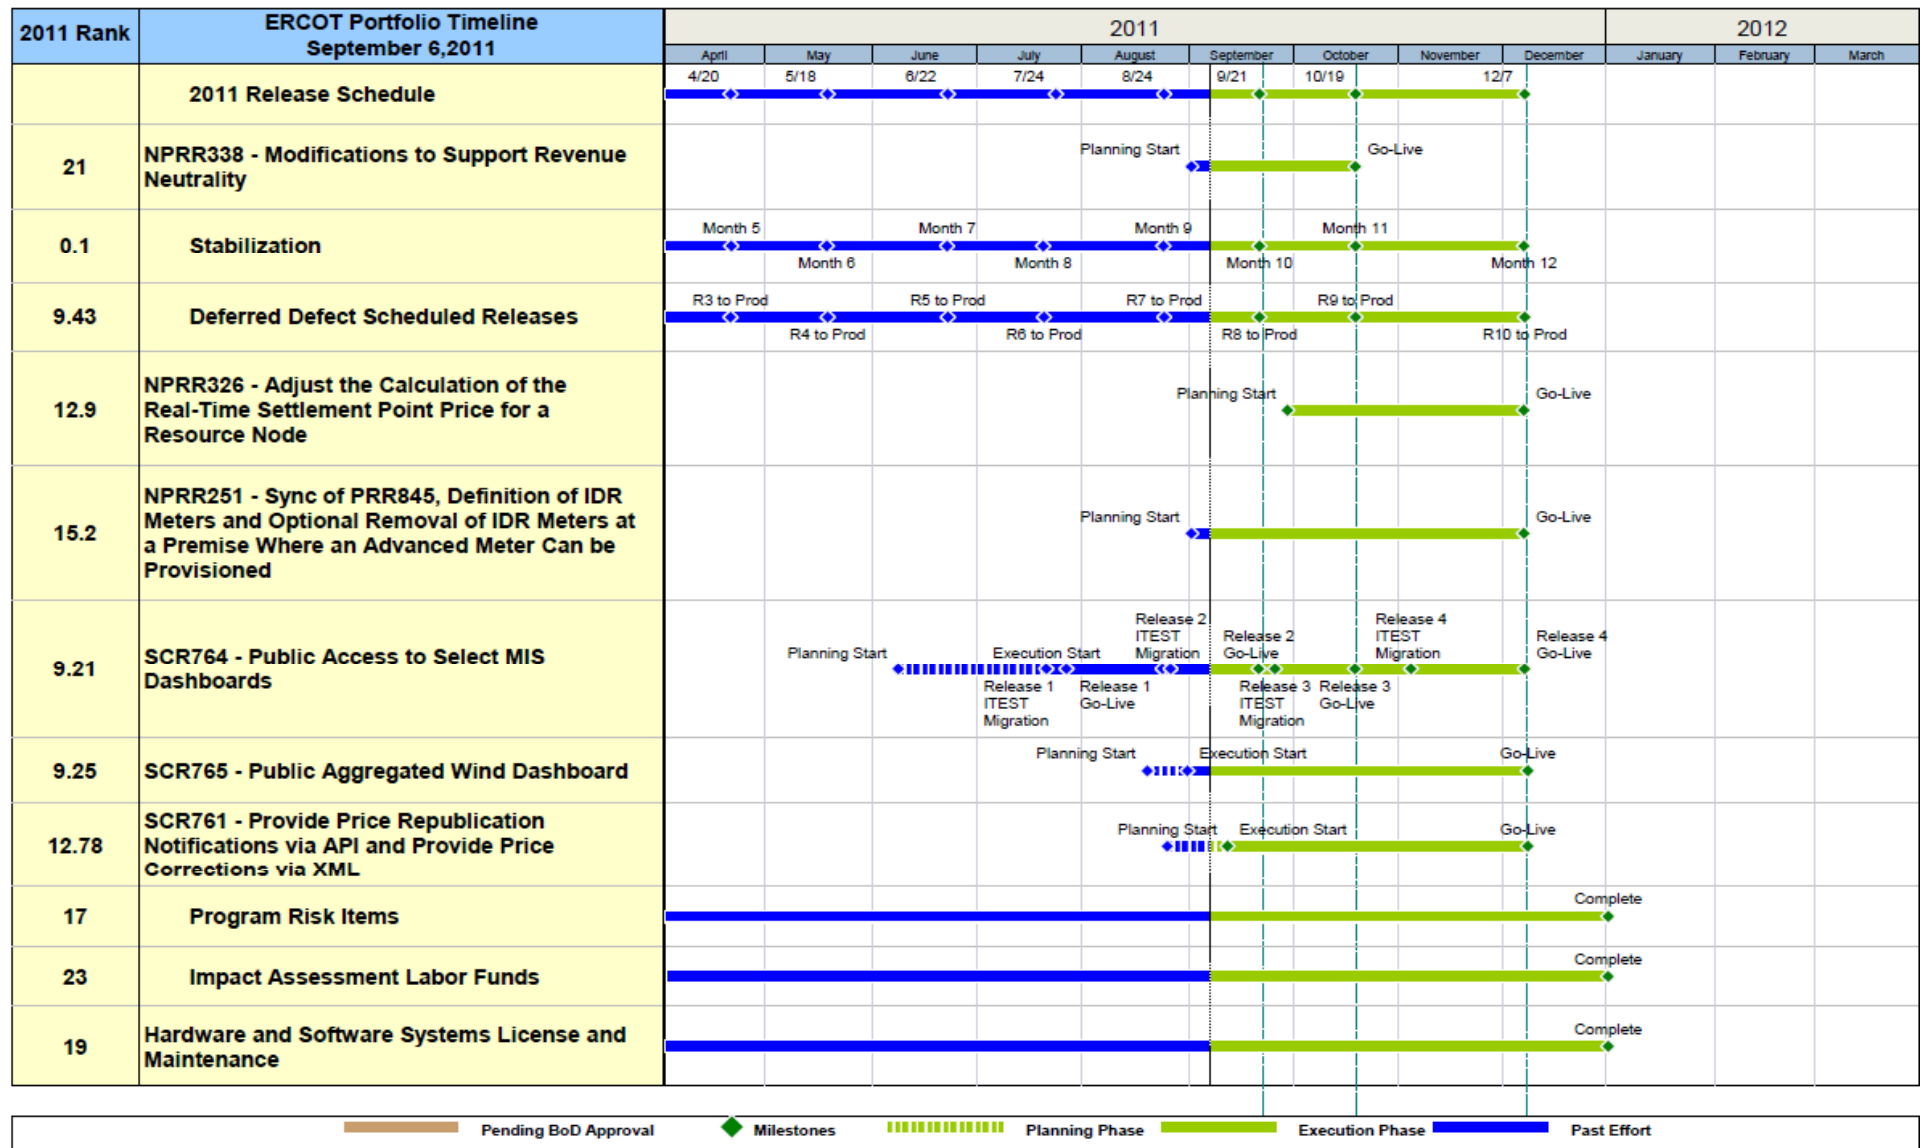 2011 Rank
ERCOT Portfolio Timeline
September 6,2011
2011
2012
April May June July August September October November December January February March
2011 Release Schedule
4/20 5/18 6/22 7/24 8/24 9/21 10/19 12/7
21
NPRR338 - Modifications to Support Revenue
Neutrality
Planning Start
Go-Live
0.1
Stabilization
Month 5 Month 7 Month 9 Month 11
Month 6 Month 8 Month 10 Month 12
9.43
Deferred Defect Scheduled Releases
R3 to Prod R5 to Prod R7 to Prod R9 to Prod
R4 to Prod R6 to Prod R8 to Prod R10 to Prod
12.9
NPRR326 - Adjust the Calculation of the
Real-Time Settlement Point Price for a
Resource Node
Planning Start
Go-Live
15.2
NPRR251 - Sync of PRR845, Definition of IDR
Meters and Optional Removal of IDR Meters at
a Premise Where an Advanced Meter Can be
Provisioned
Planning Start
Go-Live
9.21
SCR764 - Public Access to Select MIS
Dashboards
Planning Start
Execution Start
Release 2
ITEST
Migration
Release 2
Go-Live
Release 4
ITEST
Migration
Release 4
Go-Live
Release 1
ITEST
Migration
Release 1
Go-Live
Release 3
ITEST
Migration
Release 3
Go-Live
9.25
SCR765 - Public Aggregated Wind Dashboard
Planning Start
Execution Start
Go-Live
12.78
SCR761 - Provide Price Republication
Notifications via API and Provide Price
Corrections via XML
Planning Start
Execution Start
Go-Live
17
Program Risk Items
Complete
23
Impact Assessment Labor Funds
Complete
19
Hardware and Software Systems License and
Maintenance
Complete
Pending BoD Approval Milestones Planning Phase Execution Phase Past Effort